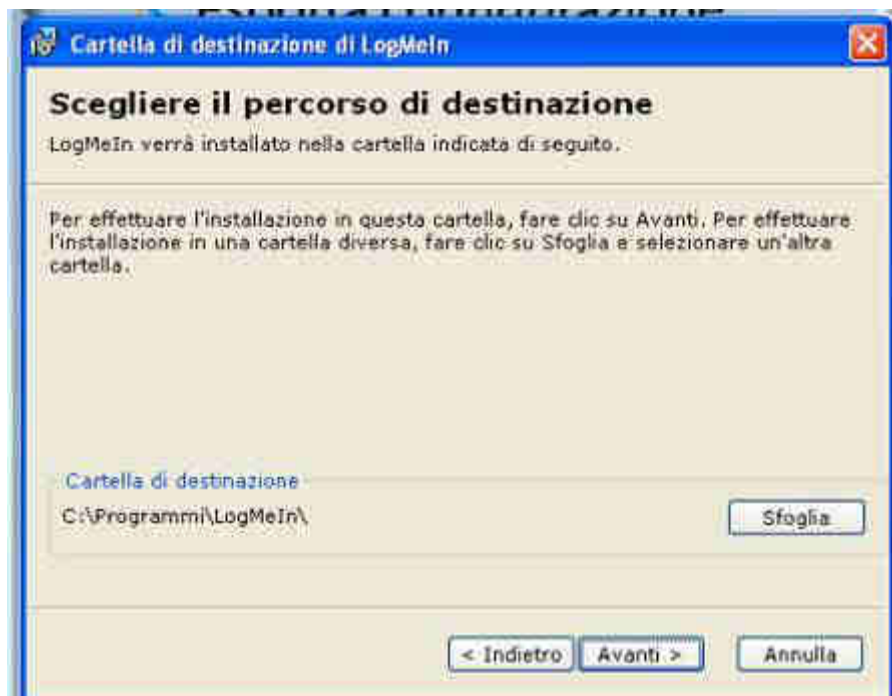 Cartella di destinazione di LogMeIn
Scegliere il percorso di destinazione
LogMeIn verrà installato nella cartella indicata di seguito.
Per effettuare l'installazione in questa cartella, fare clic su Avanti. Per effettuare
l'installazione in una cartella diversa, fare clic su Sfoglia e selezionare un'altra
cartella.
Cartella di destinazione
C:\Programmi\LogMeIn\
Sfoglia
< Indietro
Avanti >
Annulla